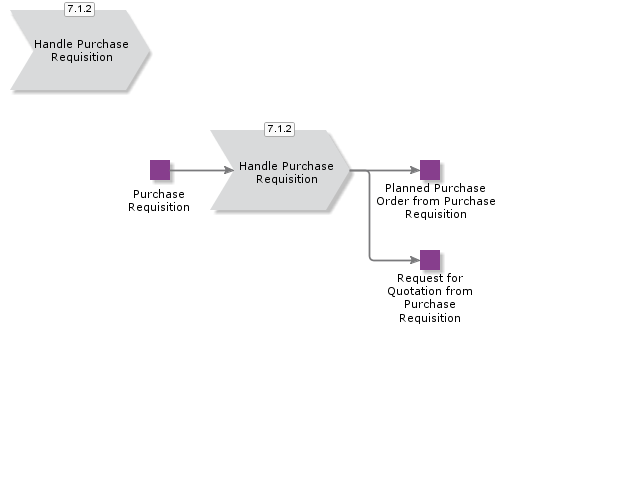 7.1.2
Handle Purchase
Requisition
7.1.2
Handle Purchase
Requisition
Purchase
Requisition
Planned Purchase
Order from Purchase
Requisition
Request for
Quotation from
Purchase
Requisition